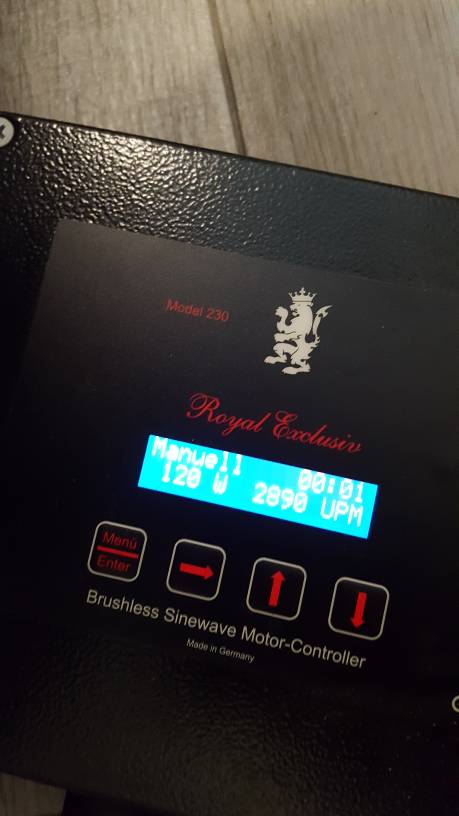 Model 230
Royal Exclusiv
Manuell 00:01
120 W 2890 UPM
Menü
Enter
Brushless Sinewave Motor-Controller
Made in Germany